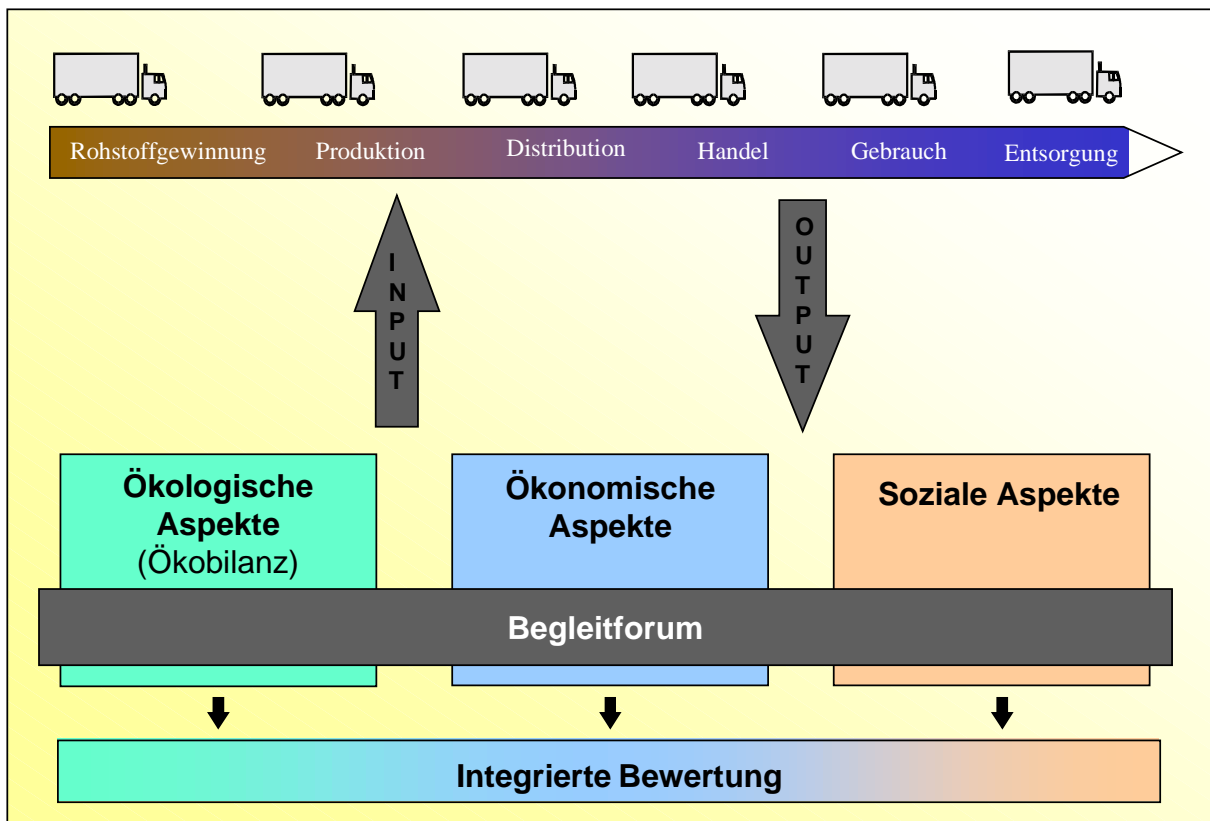 Rohstoffgewinnung Produktion Distribution Handel Gebrauch Entsorgung
INPUT
OUTPUT
Ökologische
Aspekte
(Ökobilanz)
Ökonomische
Aspekte
Soziale Aspekte
Begleitforum
Integrierte Bewertung